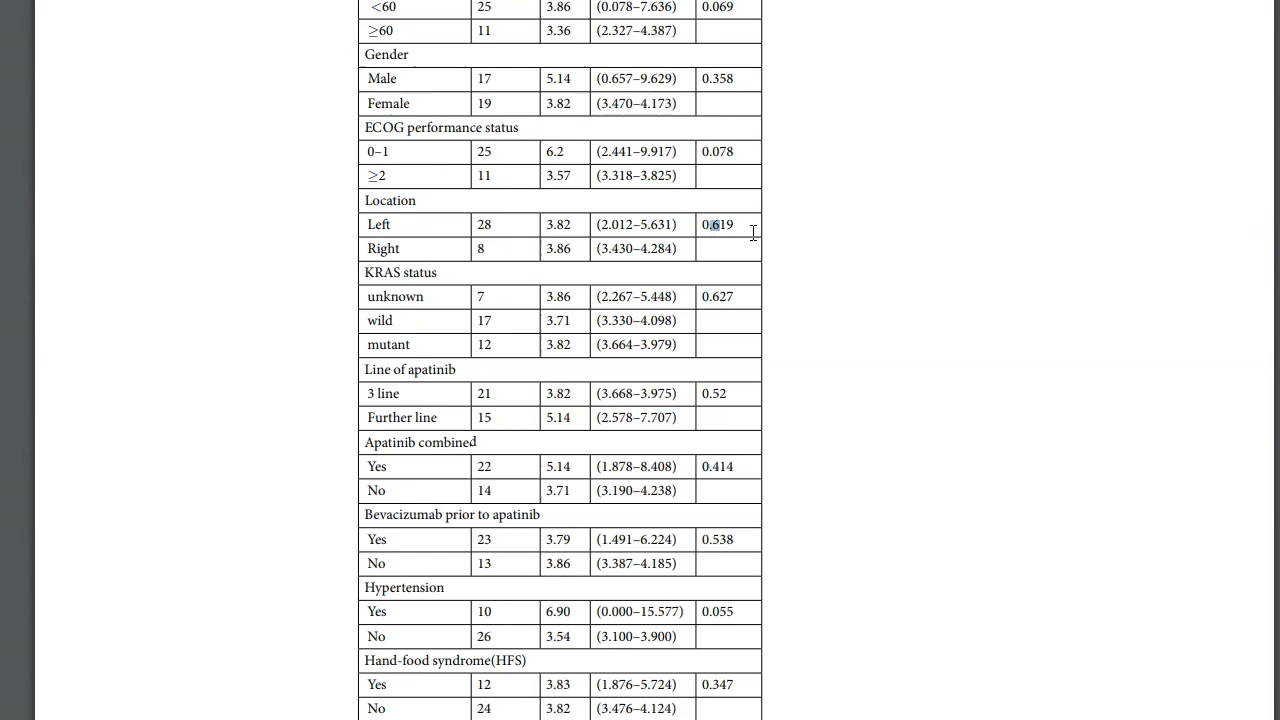 <60 25 3.86 (0.078–7.636) 0.069
≥60 11 3.36 (2.327–4.387)
Gender
Male 17 5.14 (0.657–9.629) 0.358
Female 19 3.82 (3.470–4.173)
ECOG performance status
0–1 25 6.2 (2.441–9.917) 0.078
≥2 11 3.57 (3.318–3.825)
Location
Left 28 3.82 (2.012–5.631) 0.619
Right 8 3.86 (3.430–4.284)
KRAS status
unknown 7 3.86 (2.267–5.448) 0.627
wild 17 3.71 (3.330–4.098)
mutant 12 3.82 (3.664–3.979)
Line of apatinib
3 line 21 3.82 (3.668–3.975) 0.52
Further line 15 5.14 (2.578–7.707)
Apatinib combined
Yes 22 5.14 (1.878–8.408) 0.414
No 14 3.71 (3.190–4.238)
Bevacizumab prior to apatinib
Yes 23 3.79 (1.491–6.224) 0.538
No 13 3.86 (3.387–4.185)
Hypertension
Yes 10 6.90 (0.000–15.577) 0.055
No 26 3.54 (3.100–3.900)
Hand-food syndrome(HFS)
Yes 12 3.83 (1.876–5.724) 0.347
No 24 3.82 (3.476–4.124)